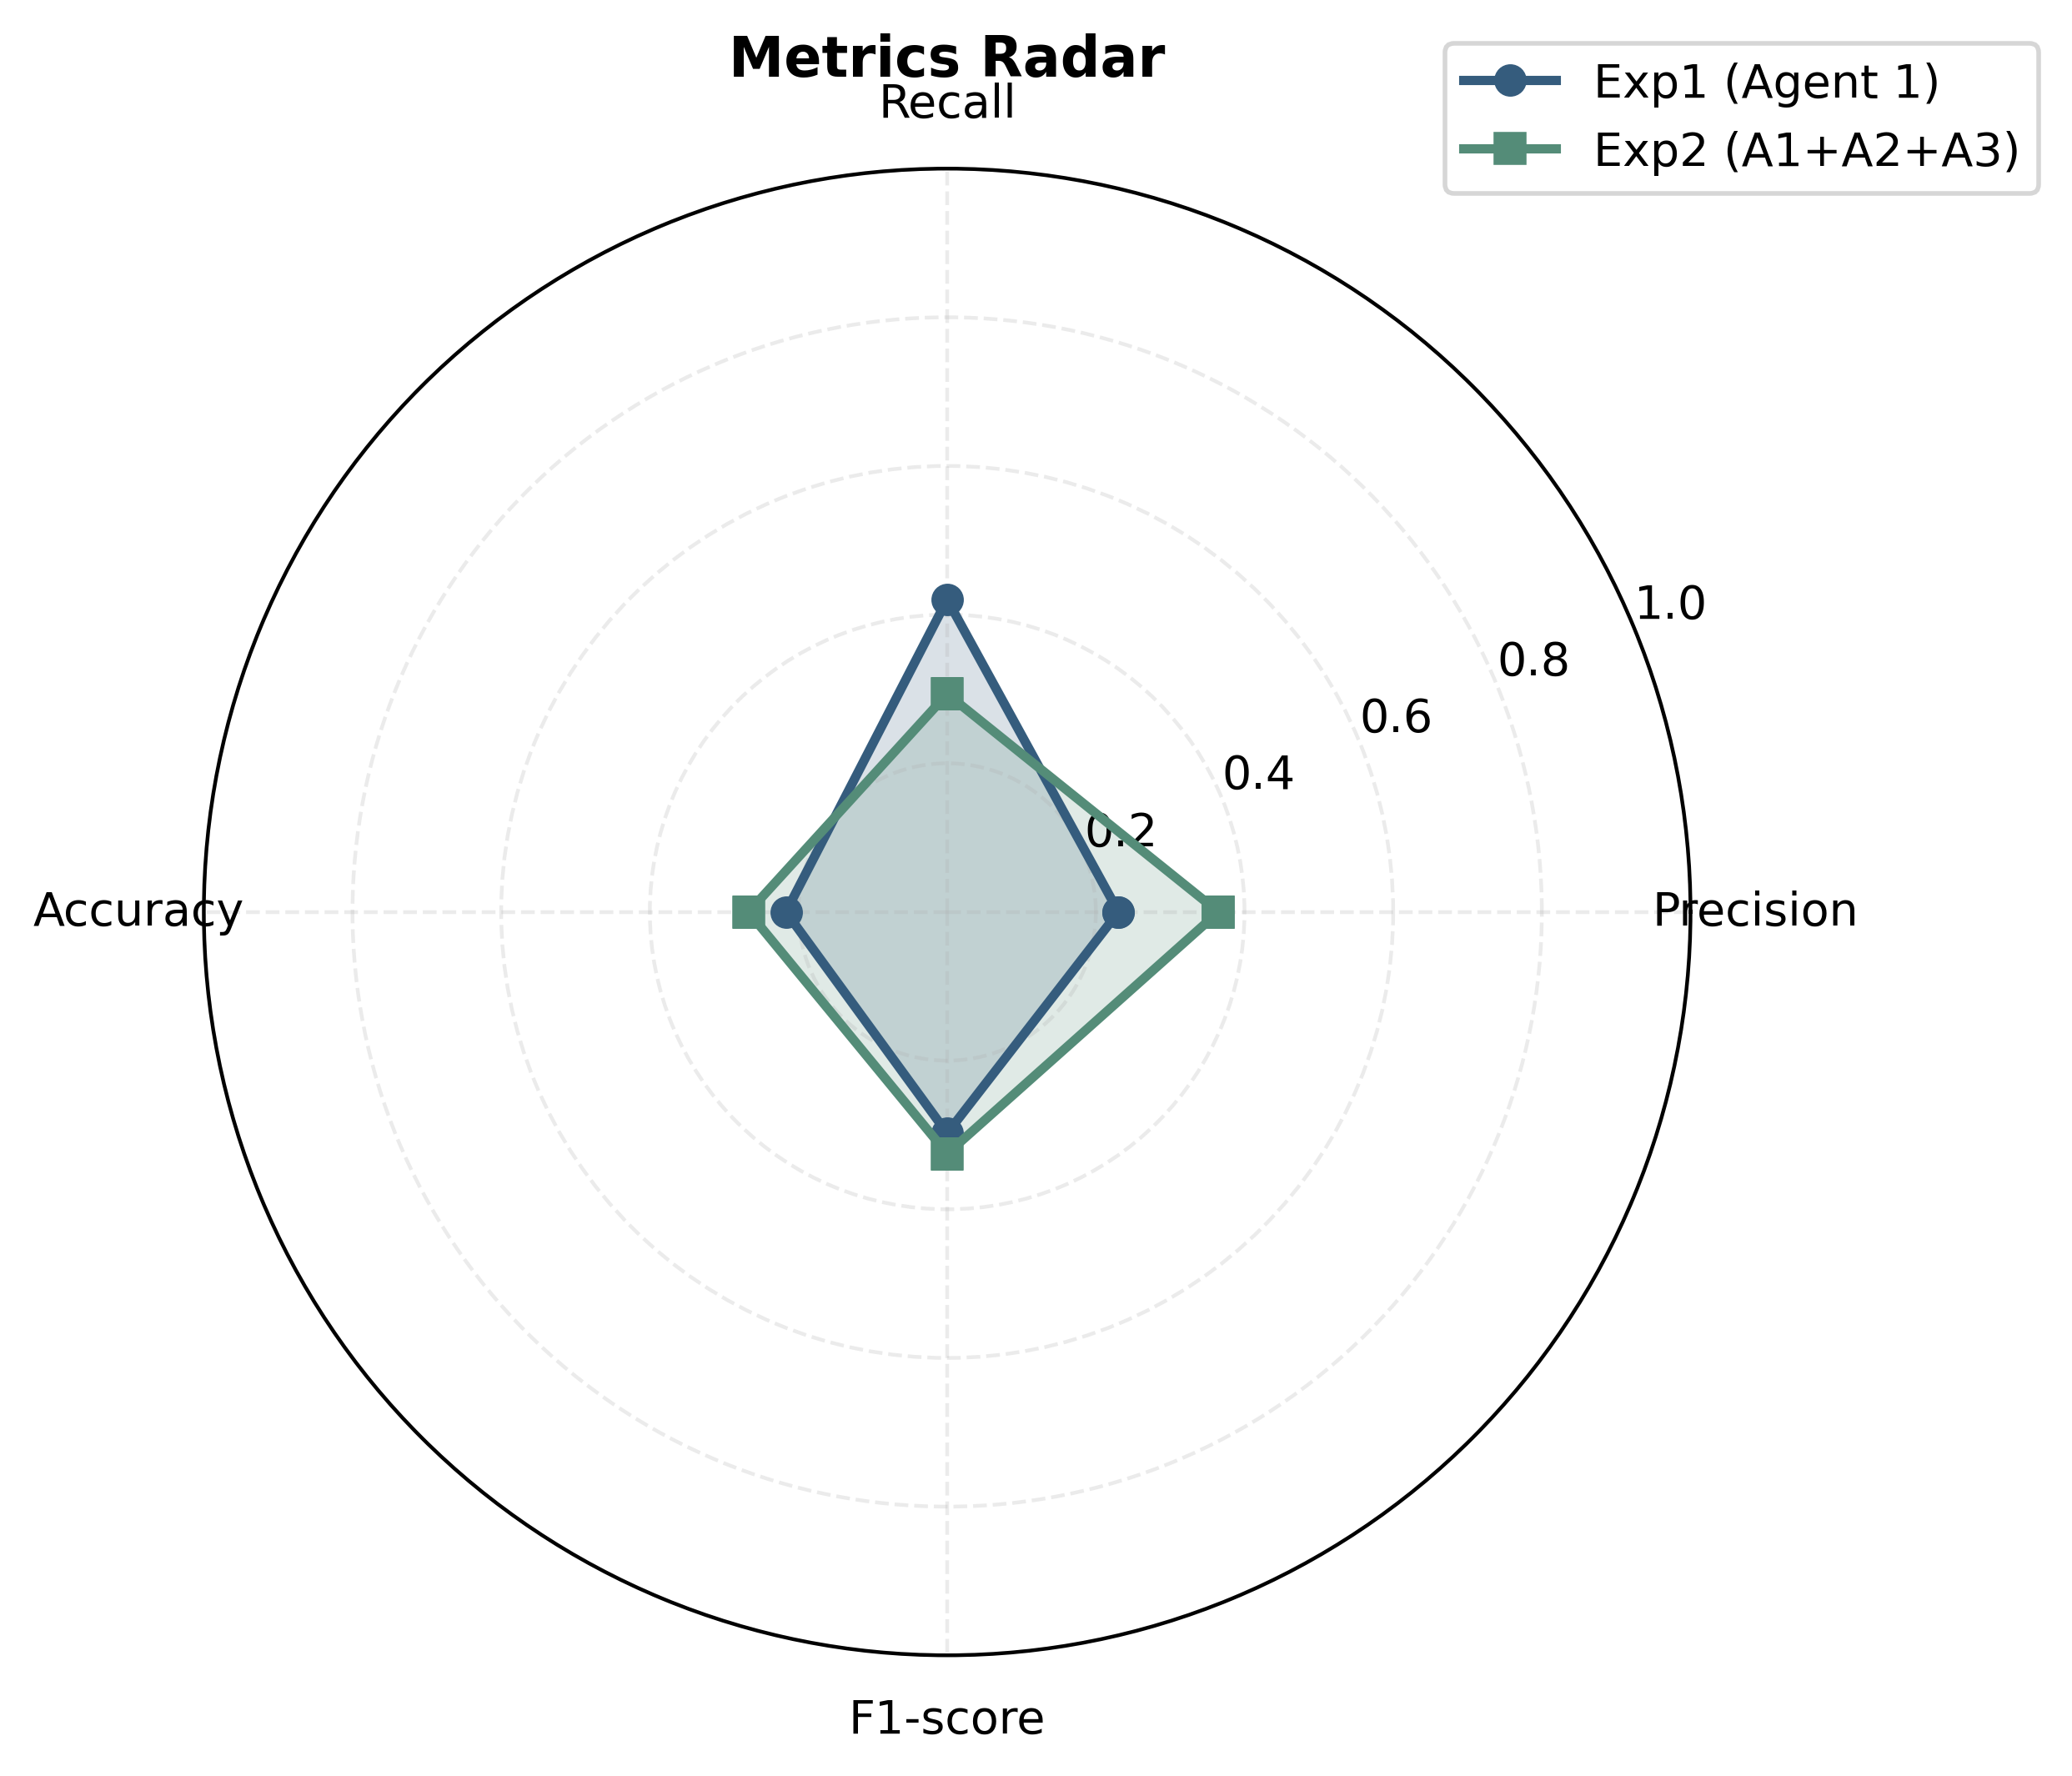 Metrics Radar
Recall
Exp1 (Agent 1)
Exp2 (A1+A2+A3)
1.0
0.8
0.6
0.4
0.2
Accuracy
Precision
F1-score